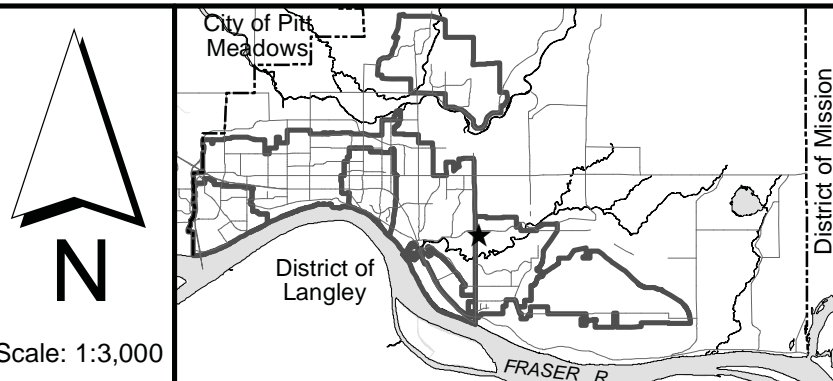 City of Pitt
Meadows
District of Mission
District of
Langley
N
Scale: 1:3,000
FRASER R